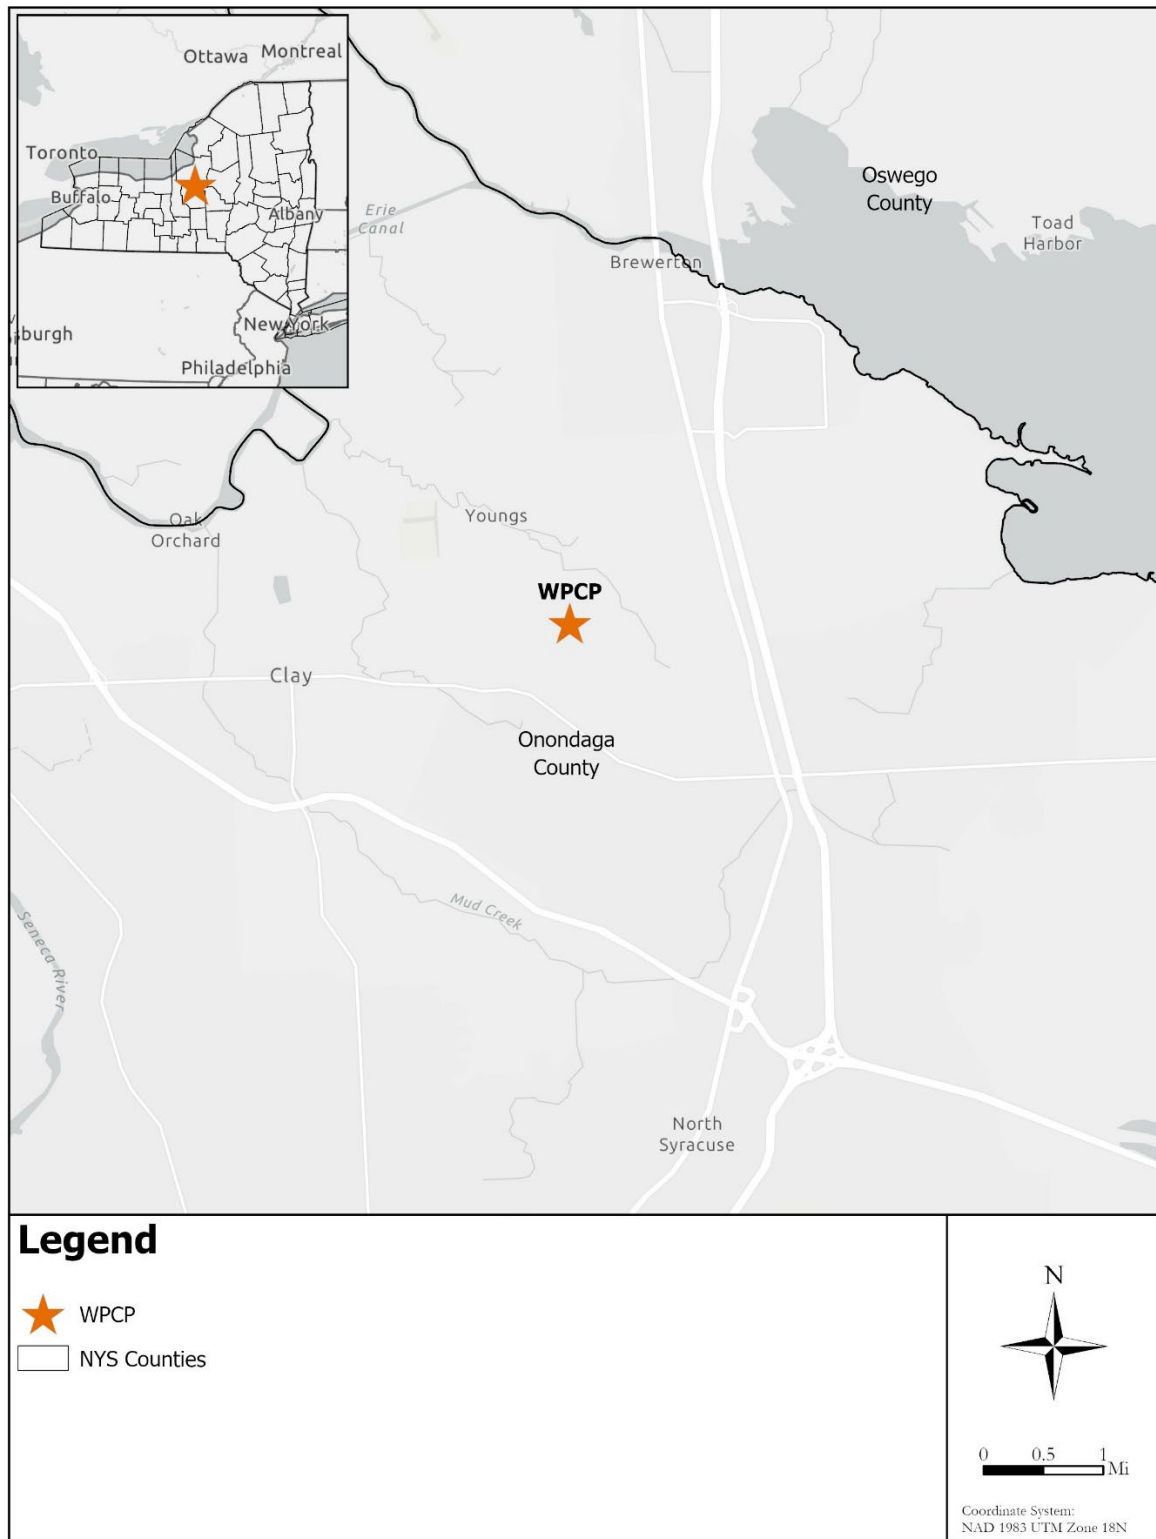 Ottawa
Montreal
Toronto
Buffalo
Albany
sburgh
New York
Philadelphia
Oswego
County
Toad
Harbor
Erie
Canal
Brewerton
Oak
Orchard
Youngs
WPCP
Clay
Onondaga
County
Mud Creek
Seneca River
North
Syracuse
Legend
WPCP
NYS Counties
N
0 0.5 1
Mi
Coordinate System:
NAD 1983 UTM Zone 18N